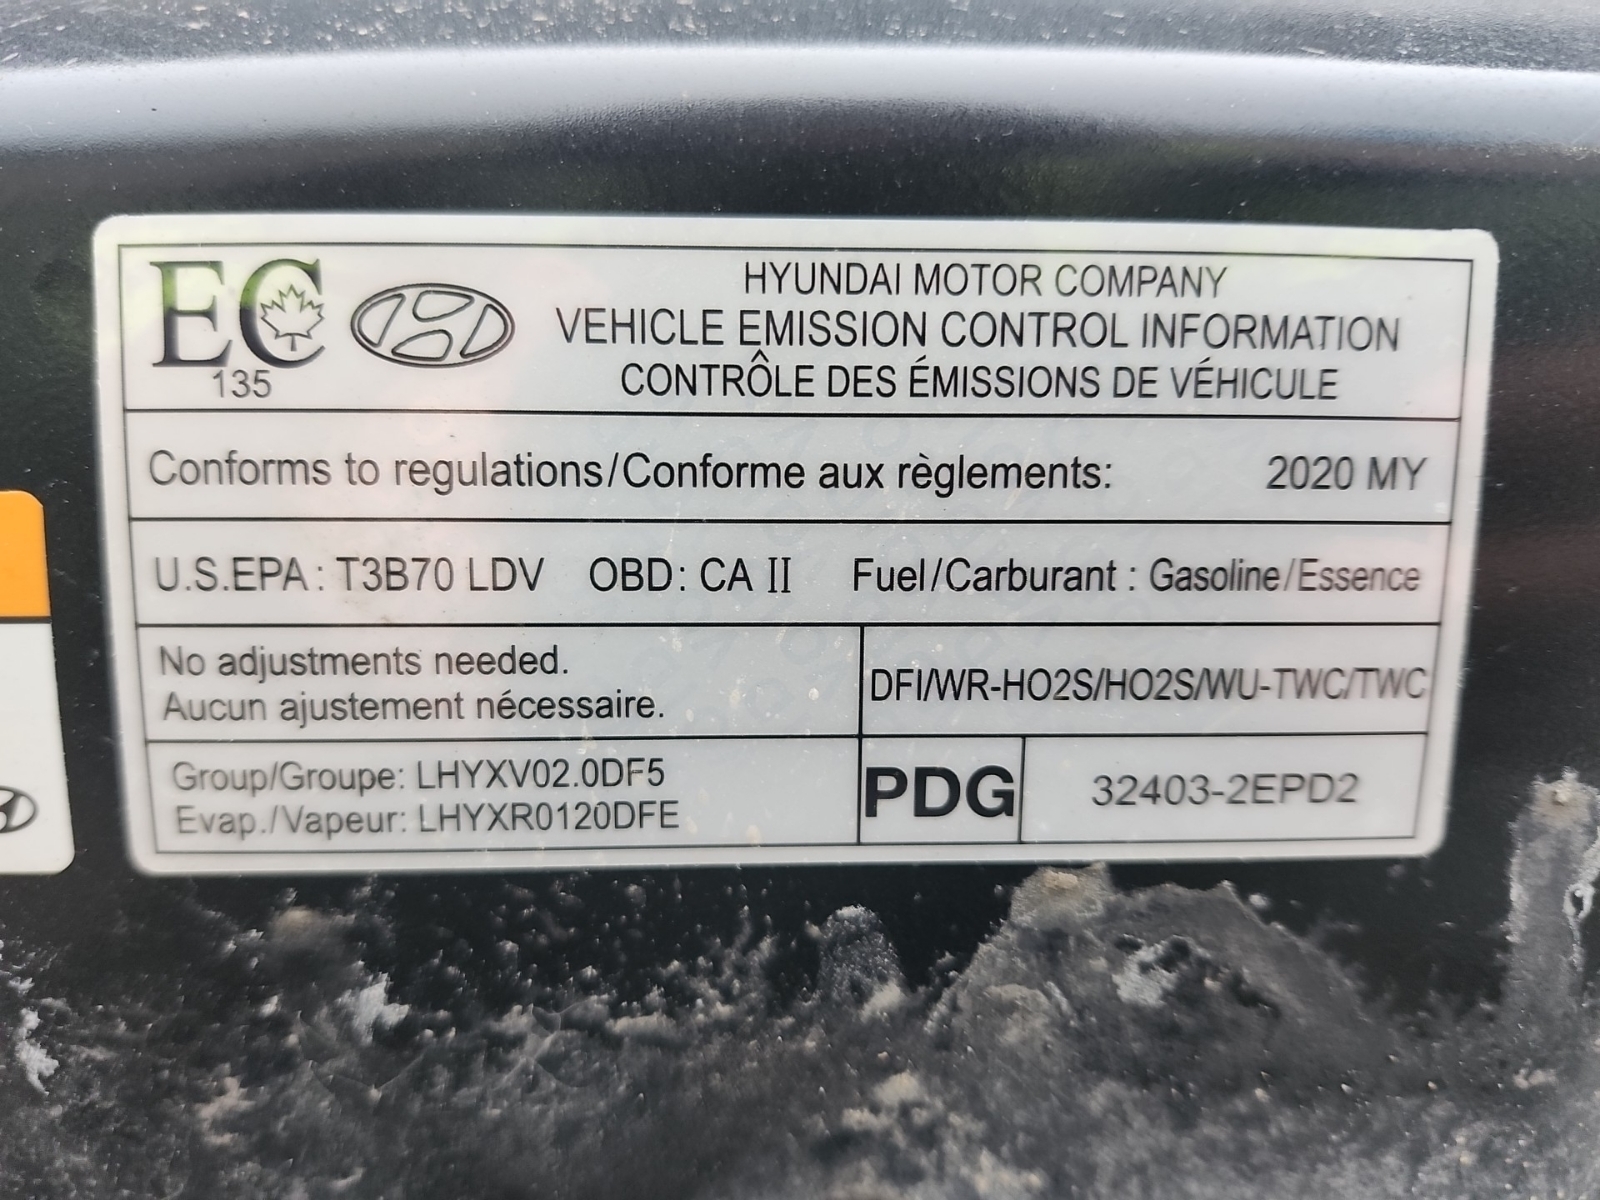 EC
135
HYUNDAI MOTOR COMPANY
VEHICLE EMISSION CONTROL INFORMATION
CONTRÔLE DES ÉMISSIONS DE VÉHICULE
Conforms to regulations/Conforme aux règlements: 2020 MY
U.S.EPA : T3B70 LDV OBD: CA II Fuel/Carburant : Gasoline/Essence
No adjustments needed.
Aucun ajustement nécessaire.
DFI/WR-HO2S/HO2S/WU-TWC/TWC
Group/Groupe: LHYXV02.0DF5
Evap./Vapeur: LHYXR0120DFE
PDG 32403-2EPD2